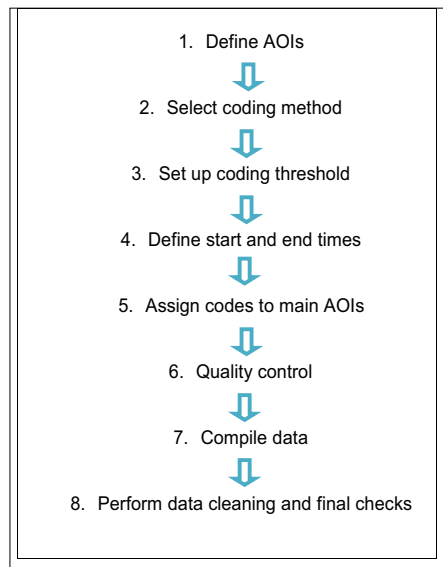 1. Define AOIs
2. Select coding method
3. Set up coding threshold
4. Define start and end times
5. Assign codes to main AOIs
6. Quality control
7. Compile data
8. Perform data cleaning and final checks